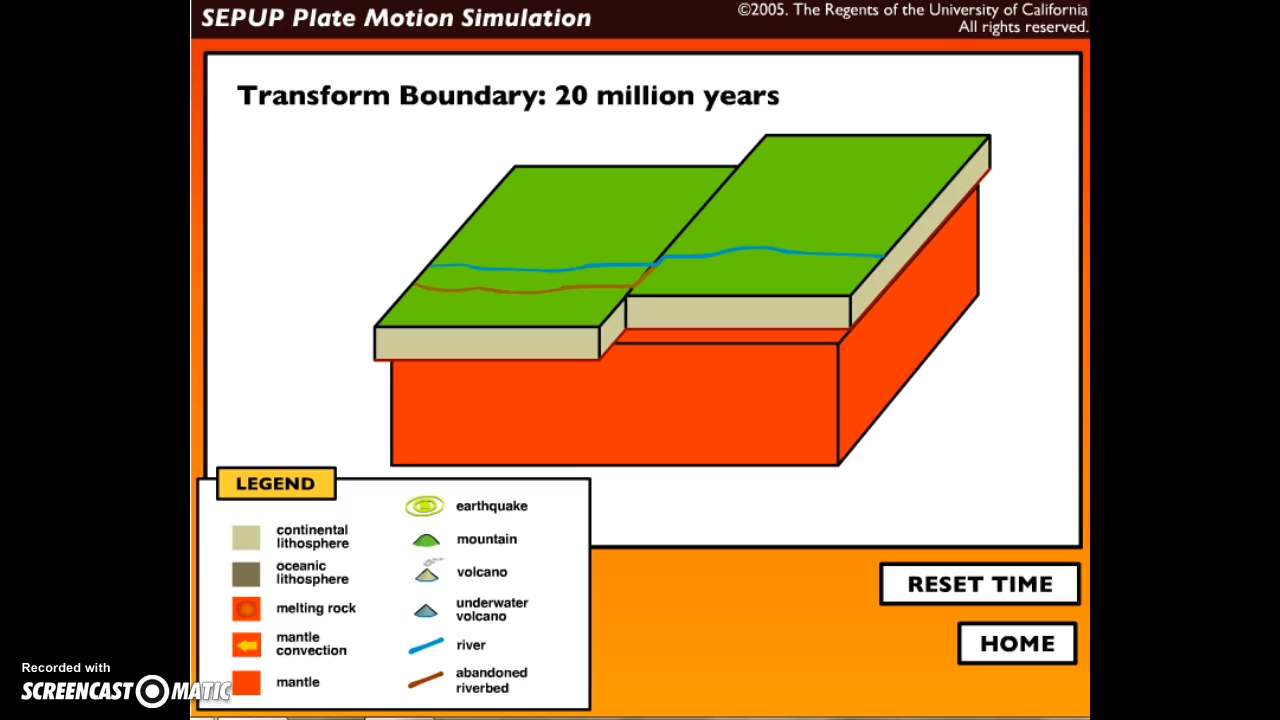 SEPUP Plate Motion Simulation
©2005. The Regents of the University of California
All rights reserved.
Transform Boundary: 20 million years
LEGEND
continental
lithosphere
oceanic
lithosphere
melting rock
mantle
convection
mantle
earthquake
mountain
volcano
underwater
volcano
river
abandoned
riverbed
RESET TIME
HOME
Recorded with
SCREENCAST MATIC